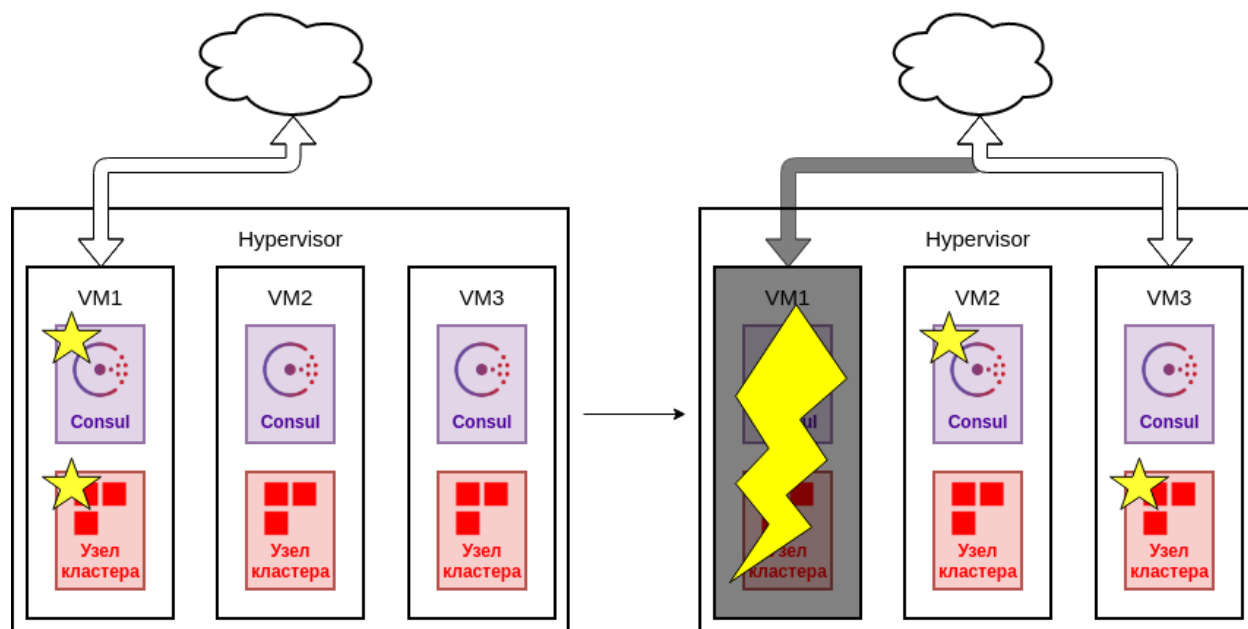 Hypervisor
VM1
VM2
VM3
Consul
Consul
Consul
Узел
кластера
Узел
кластера
Узел
кластера
Hypervisor
VM1
VM2
VM3
Consul
Consul
Узел
кластера
Узел
кластера